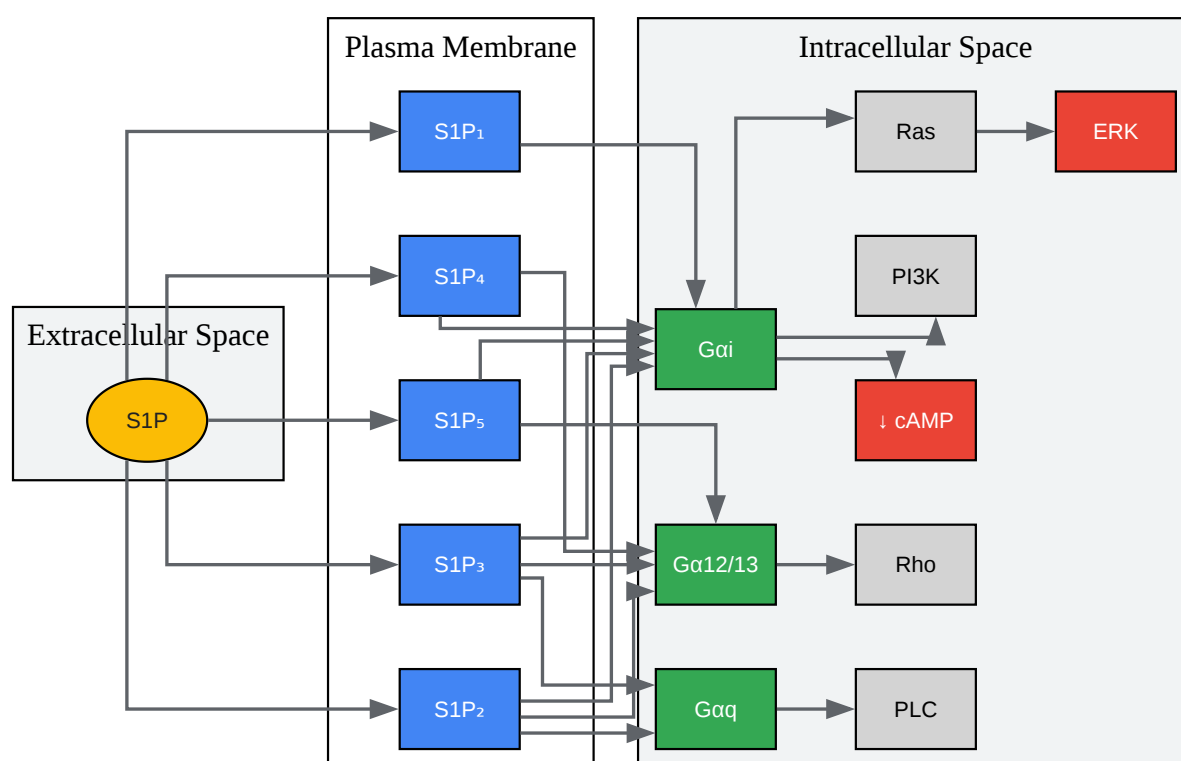 Plasma Membrane
Intracellular Space
Extracellular Space
S1P
S1P₁
S1P₄
S1P₅
S1P₃
S1P₂
Gαi
Gα12/13
Gαq
Ras
ERK
PI3K
↓ cAMP
Rho
PLC